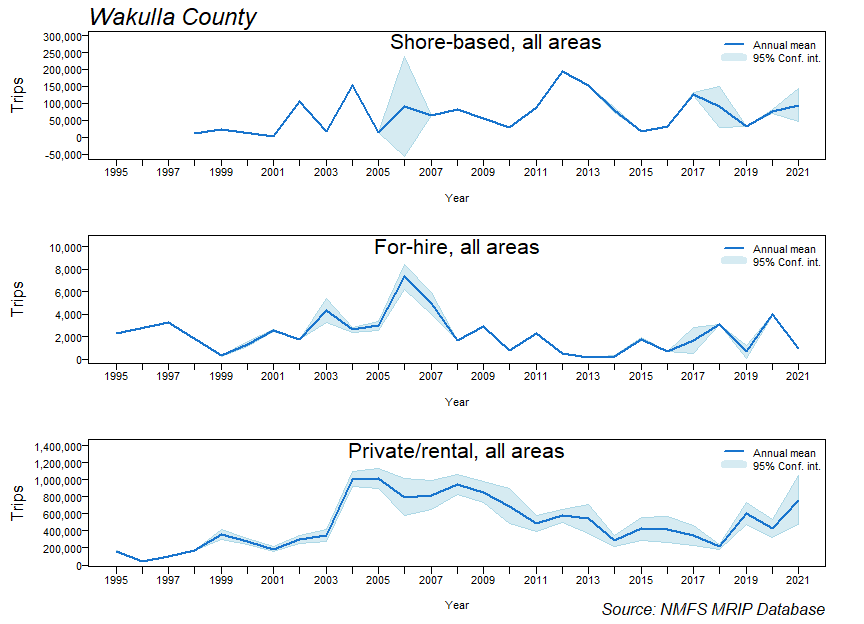 Wakulla County
Shore-based, all areas
Annual mean
95% Conf. int.
Trips
300,000
250,000
200,000
150,000
100,000
50,000
0
-50,000
1995 1997 1999 2001 2003 2005 2007 2009 2011 2013 2015 2017 2019 2021
Year
For-hire, all areas
Annual mean
95% Conf. int.
Trips
10,000
8,000
6,000
4,000
2,000
0
1995 1997 1999 2001 2003 2005 2007 2009 2011 2013 2015 2017 2019 2021
Year
Private/rental, all areas
Annual mean
95% Conf. int.
Trips
1,400,000
1,200,000
1,000,000
800,000
600,000
400,000
200,000
0
1995 1997 1999 2001 2003 2005 2007 2009 2011 2013 2015 2017 2019 2021
Year
Source: NMFS MRIP Database